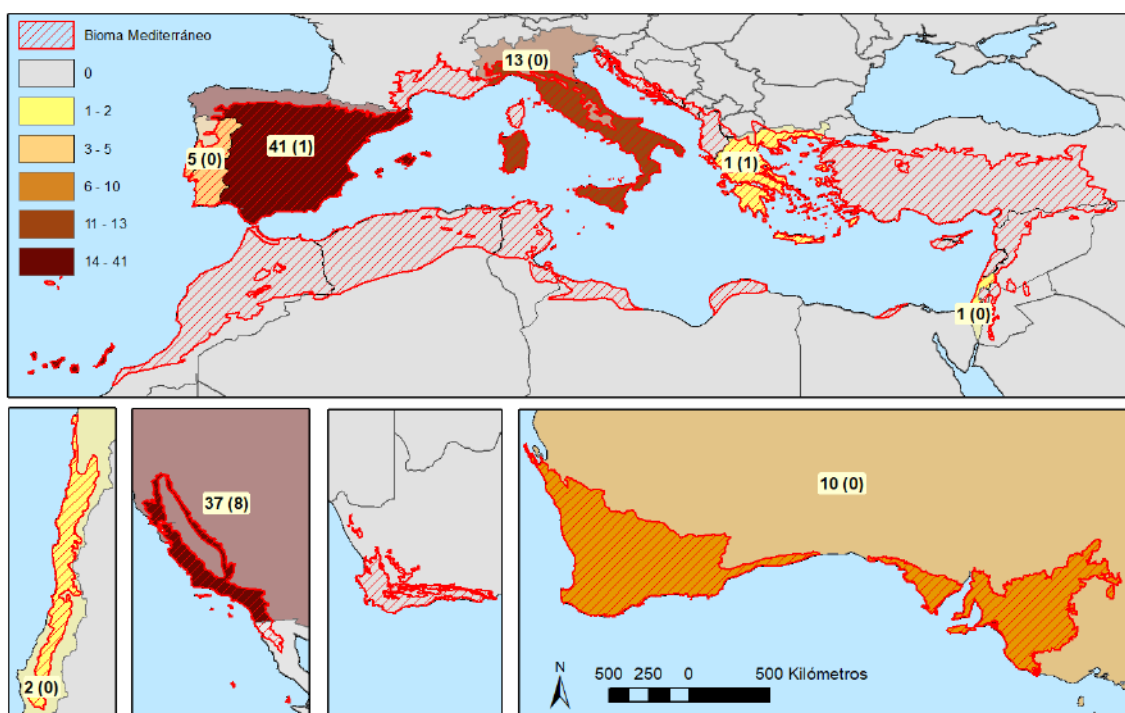 Bioma Mediterráneo
0
1 - 2
3 - 5
6 - 10
11 - 13
14 - 41
13 (0)
41 (1)
5 (0)
1 (1)
1 (0)
2 (0)
37 (8)
10 (0)
N
500 250 0 500 Kilómetros